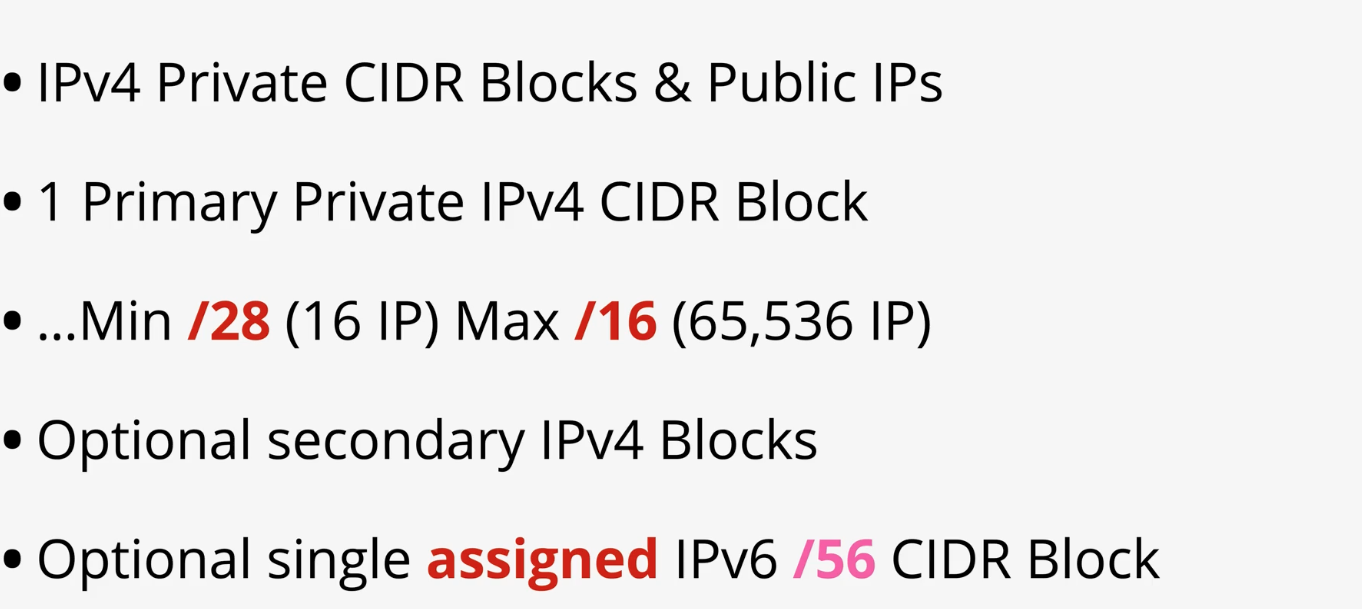 • IPv4 Private CIDR Blocks & Public IPs
• 1 Primary Private IPv4 CIDR Block
• ...Min /28 (16 IP) Max /16 (65,536 IP)
• Optional secondary IPv4 Blocks
• Optional single assigned IPv6 /56 CIDR Block